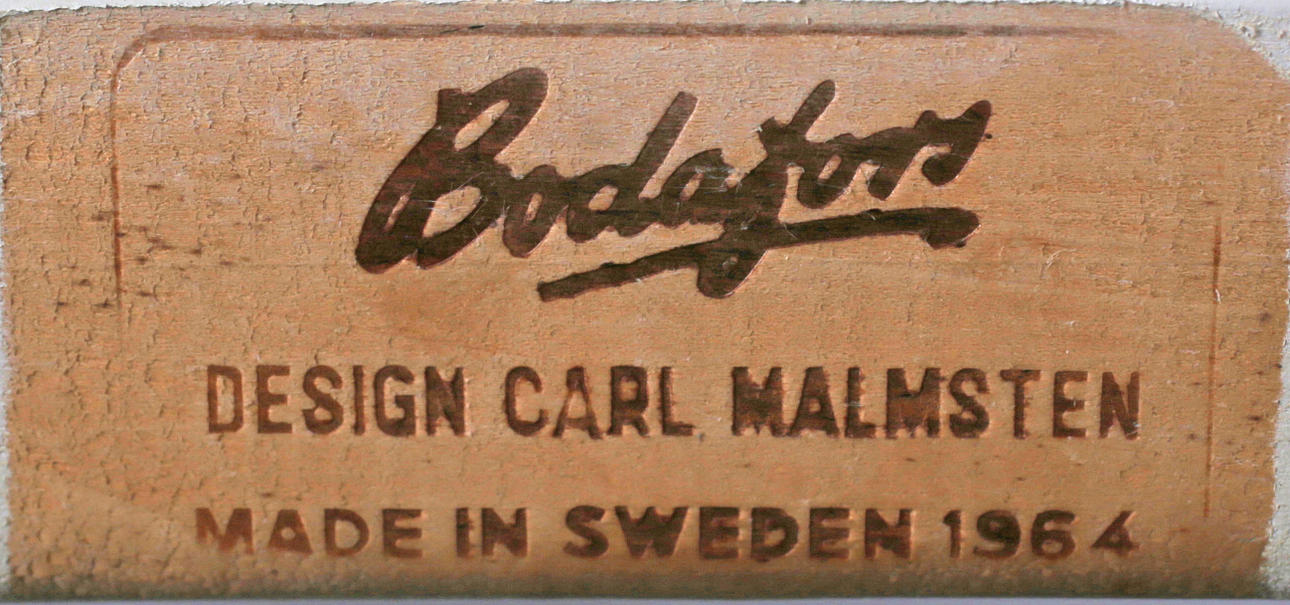 Bodafors
DESIGN CARL MALMSTEN
MADE IN SWEDEN 1964